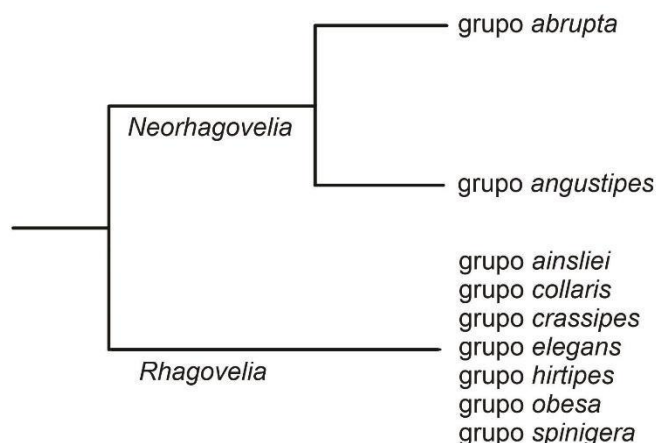 grupo abrupta
Neorhagovelia
grupo angustipes
grupo ainsliei
grupo collaris
grupo crassipes
grupo elegans
Rhagovelia
grupo hirtipes
grupo obesa
grupo spinigera